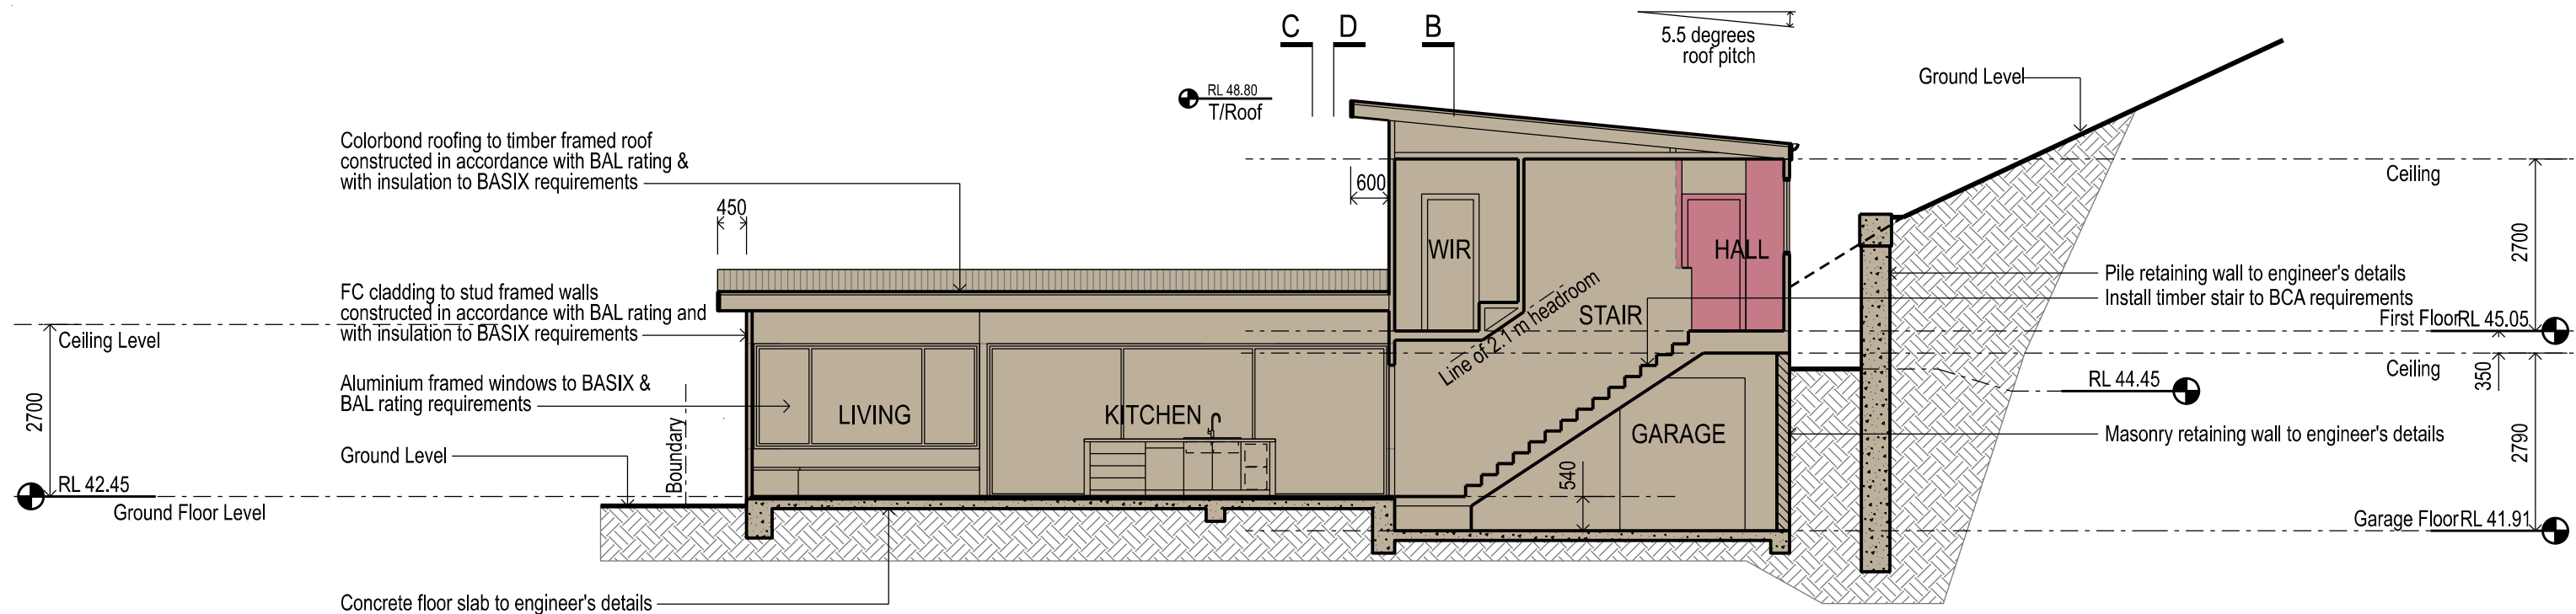 C D B
5.5 degrees
roof pitch
Ground Level
RL 48.80
T/Roof
Colorbond roofing to timber framed roof
constructed in accordance with BAL rating &
with insulation to BASIX requirements
600
Ceiling
450
2700
WIR
HALL
FC cladding to stud framed walls
constructed in accordance with BAL rating and
with insulation to BASIX requirements
Pile retaining wall to engineer's details
Install timber stair to BCA requirements
STAIR
First Floor RL 45.05
Ceiling Level
Line of 2.1 m headroom
Ceiling
350
Aluminium framed windows to BASIX &
BAL rating requirements
RL 44.45
2700
LIVING
KITCHEN
GARAGE
Masonry retaining wall to engineer's details
2790
Ground Level
Boundary
540
RL 42.45
Ground Floor Level
Garage Floor RL 41.91
Concrete floor slab to engineer's details